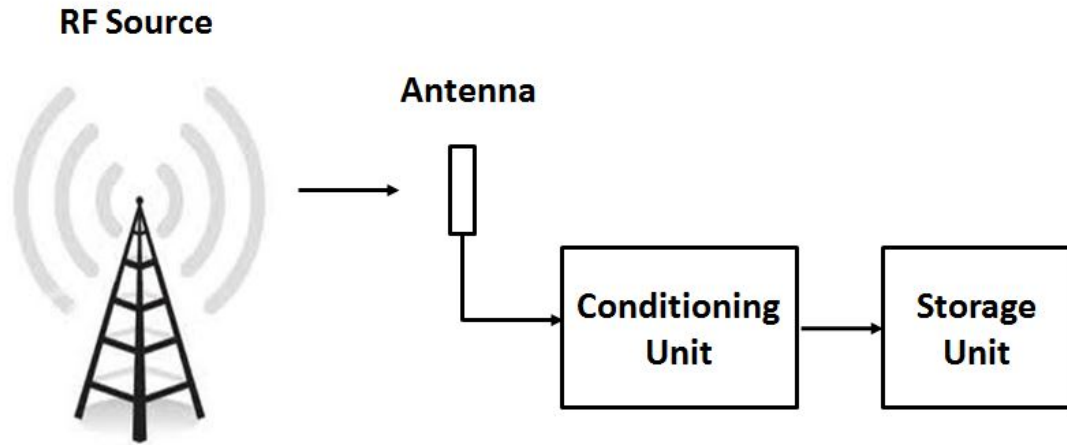 RF Source
Antenna
Conditioning
Unit
Storage
Unit